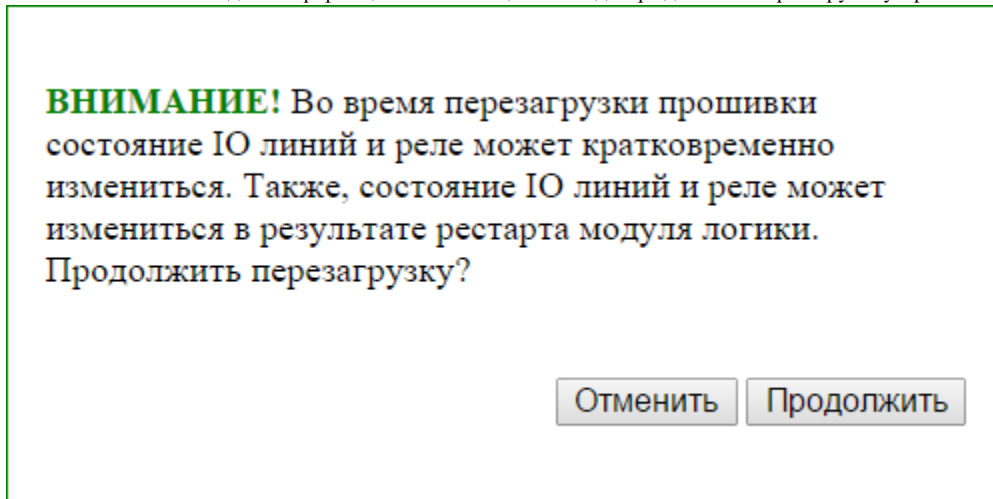 ВНИМАНИЕ! Во время перезагрузки прошивки
состояние IO линий и реле может кратковременно
измениться. Также, состояние IO линий и реле может
измениться в результате рестарта модуля логики.
Продолжить перезагрузку?
Отменить Продолжить